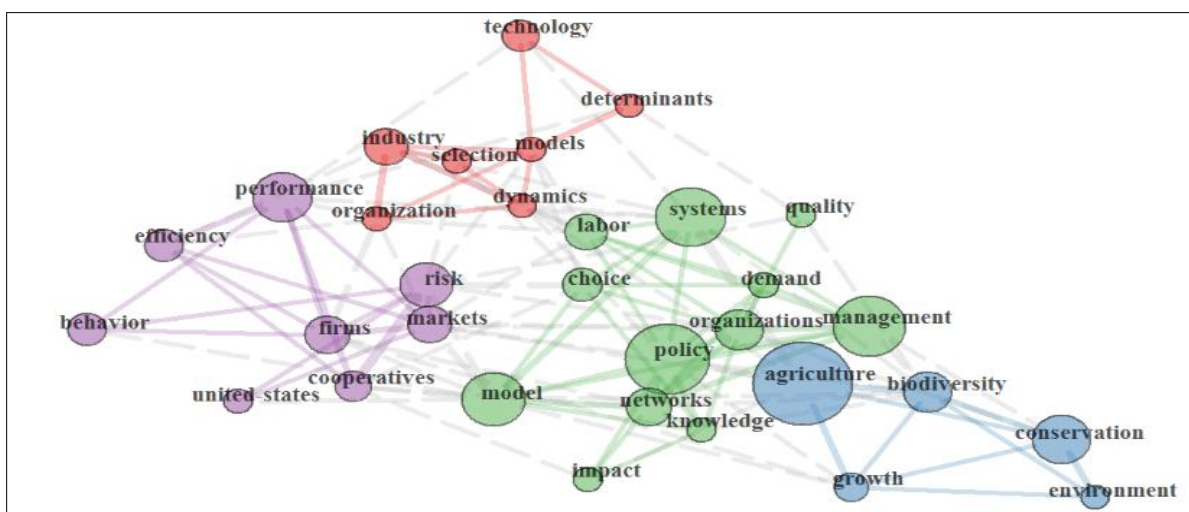 technology
determinants
industry
models
selection
performance
dynamics
organization
systems
quality
labor
efficiency
risk
choice
demand
behavior
firms
markets
organizations
management
policy
agriculture
biodiversity
cooperatives
united-states
model
networks
knowledge
conservation
impact
growth
environment